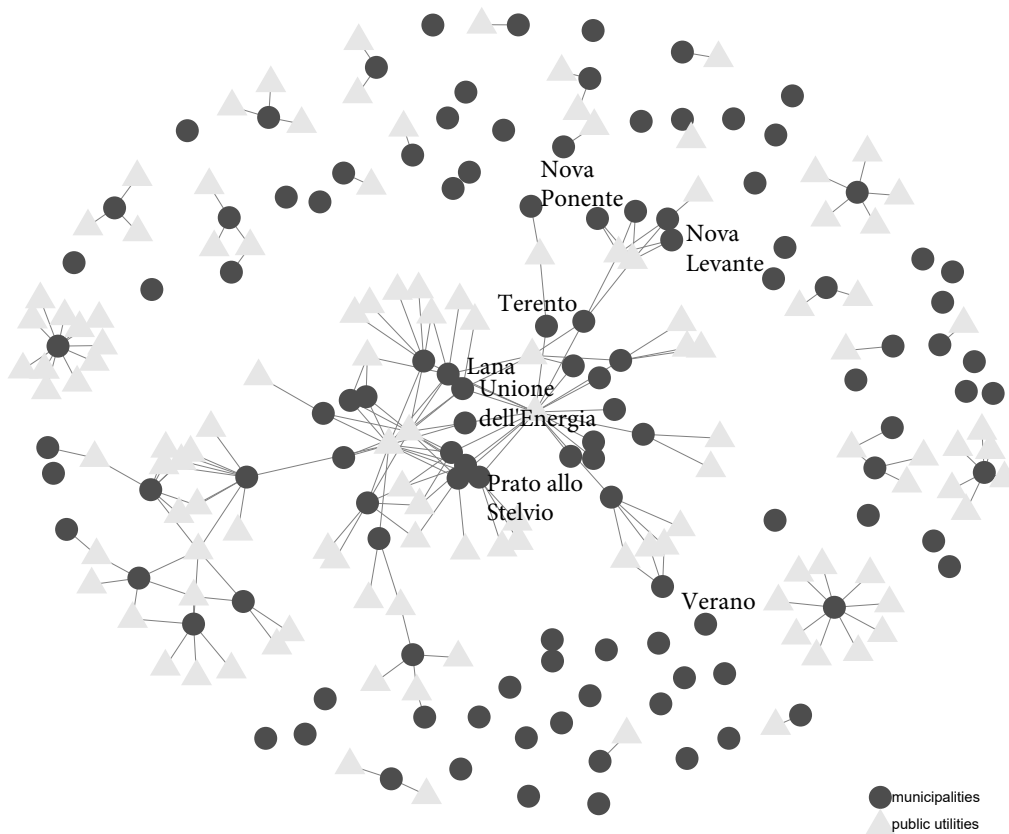 Nova
Ponente
Nova
Levante
Terento
Lana
Unione
dell'Energia
Prato allo
Stelvio
Verano
municipalities
public utilities